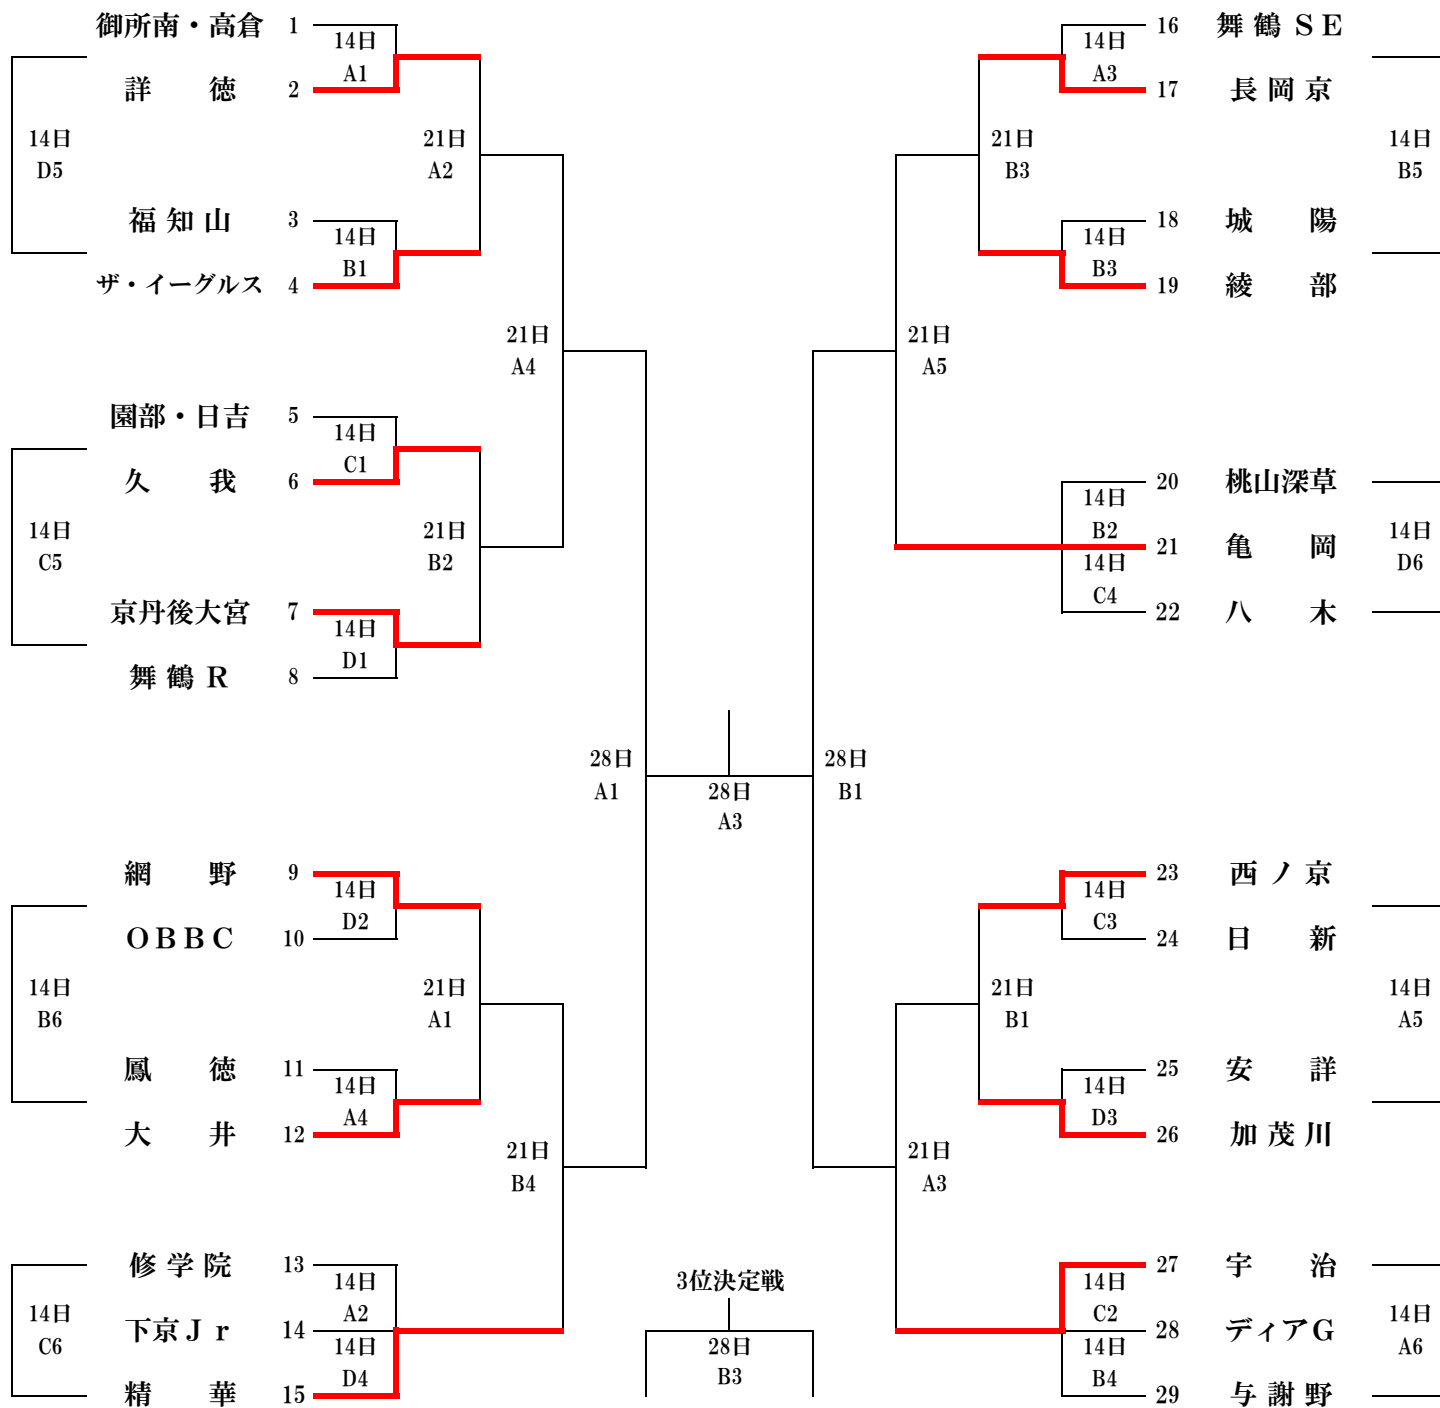 御所南・高倉 1
14日
A1
詳徳 2
14日
D5
21日
A2
福知山 3
14日
B1
ザ・イーグルス 4
21日
A4
園部・日吉 5
14日
C1
久我 6
14日
C5
21日
B2
京丹後大宮 7
14日
D1
舞鶴R 8
28日
A1
網野 9
14日
D2
OBBC 10
14日
B6
21日
A1
鳳徳 11
14日
A4
大井 12
21日
B4
修学院 13
14日
A2
14日
C6
下京Jr 14
14日
D4
精華 15
28日
A3
3位決定戦
28日
B3
16 舞鶴SE
14日
A3
17 長岡京
21日
B3
14日
B5
18 城陽
14日
B3
19 綾部
21日
A5
20 桃山深草
14日
B2
21 亀岡
14日
D6
14日
C4
22 八木
28日
B1
23 西ノ京
14日
C3
24 日新
21日
B1
14日
A5
25 安詳
14日
D3
26 加茂川
21日
A3
27 宇治
14日
C2
28 ディアG
14日
A6
14日
B4
29 与謝野